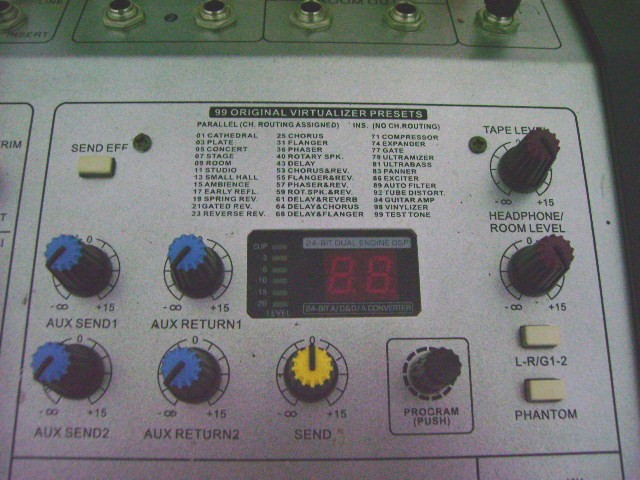 INSERT
99 ORIGINAL VIRTUALIZER PRESETS
PARALLEL (CH. ROUTING ASSIGNED) INS. (NO CH.ROUTING)
01 CATHEDRAL 25 CHORUS 71 COMPRESSOR
03 PLATE 31 FLANGER 74 EXPANDER
05 CONCERT 36 PHASER 77 GATE
07 STAGE 40 ROTARY SPK. 79 ULTRAMIZER
09 ROOM 43 DELAY 81 ULTRABASS
11 STUDIO 53 CHORUS&REV. 83 PANNER
13 SMALL HALL 55 FLANGER&REV. 86 EXCITER
15 AMBIENCE 57 PHASER&REV. 89 AUTO FILTER
17 EARLY REFL. 59 ROT.SPK.&REV. 92 TUBE DISTORT.
19 SPRING REV. 61 DELAY&REVERB 94 GUITAR AMP
21 GATED REV. 64 DELAY&CHORUS 98 VINYLIZER
23 REVERSE REV. 68 DELAY&FLANGER 99 TEST TONE
SEND EFF
TAPE LEVEL
HEADPHONE/
ROOM LEVEL
24-BIT DUAL ENGINE DSP
CLIP
88
LEVEL
24-BIT A/D&D/A CONVERTER
0
-∞ +15
AUX SEND1
0
-∞ +15
AUX RETURN1
-∞ +15
L-R/G1-2
0
-∞ +15
AUX SEND2
0
-∞ +15
AUX RETURN2
0
-∞ +15
SEND
PROGRAM
(PUSH)
PHANTOM